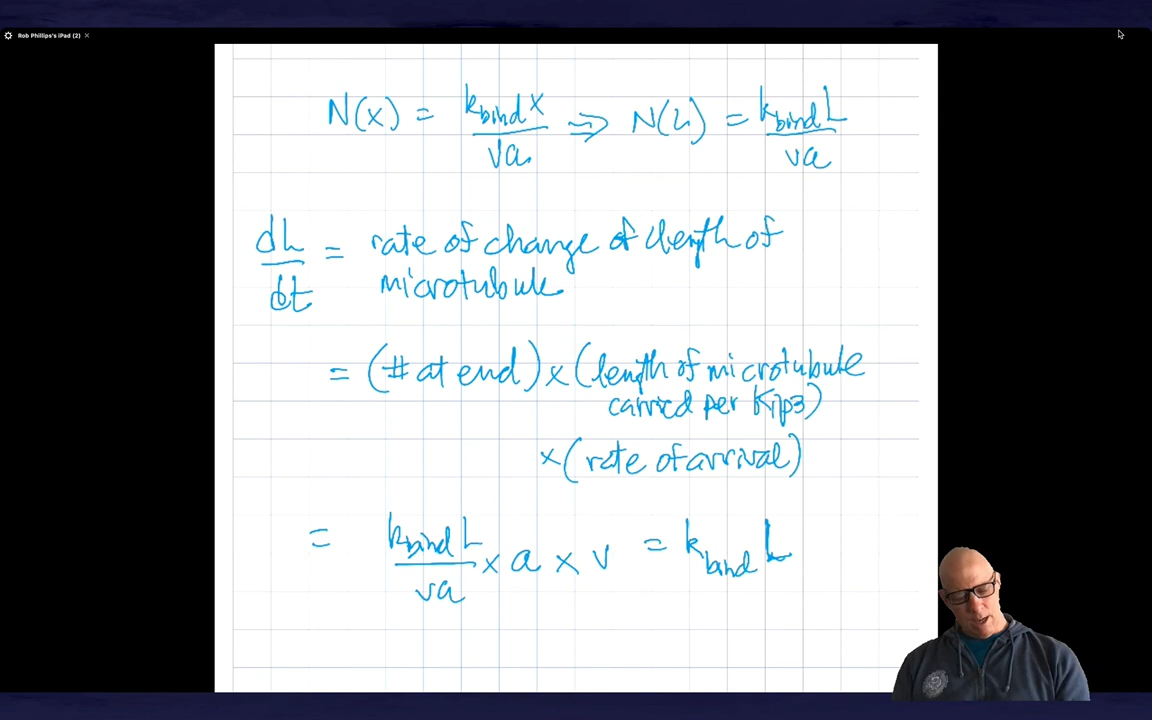 Rob Phillips's iPad (2) ×
N(x) = k_bind x / va ⇒ N(L) = k_bind L / va
dL/dt = rate of change of length of
microtubule
= (# at end) × (length of microtubule
carried per Kip3)
× (rate of arrival)
= k_bind L / va × a × v = k_bind L